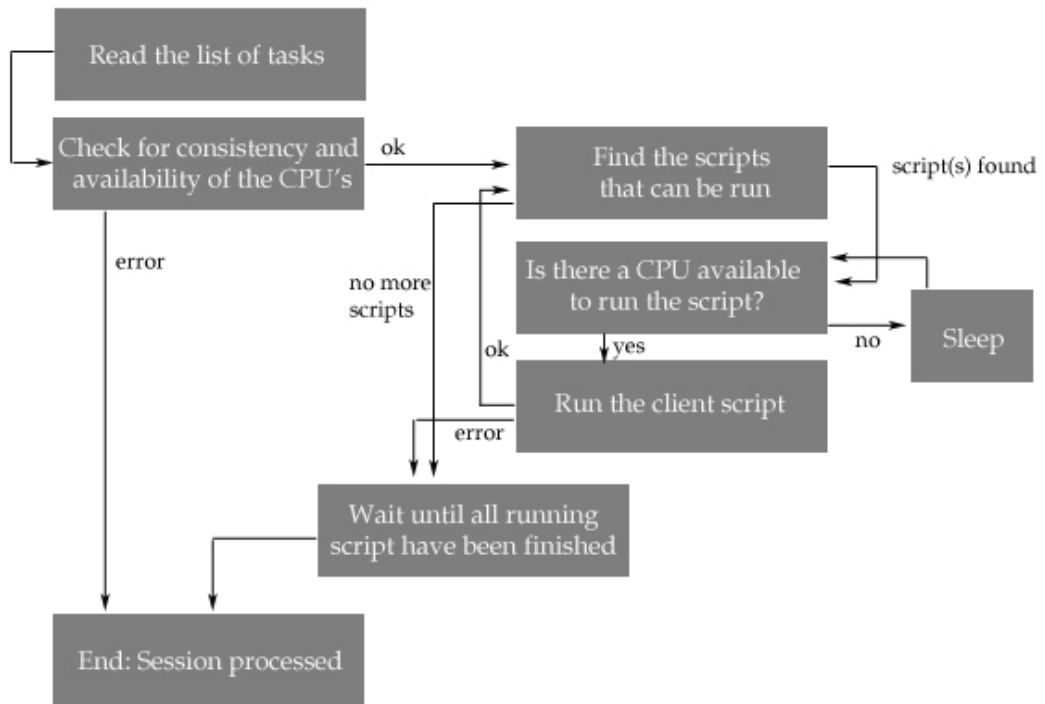 Read the list of tasks
Check for consistency and
availability of the CPU's
ok
Find the scripts
that can be run
script(s) found
error
no more
scripts
Is there a CPU available
to run the script?
no
Sleep
ok
yes
Run the client script
error
Wait until all running
script have been finished
End: Session processed